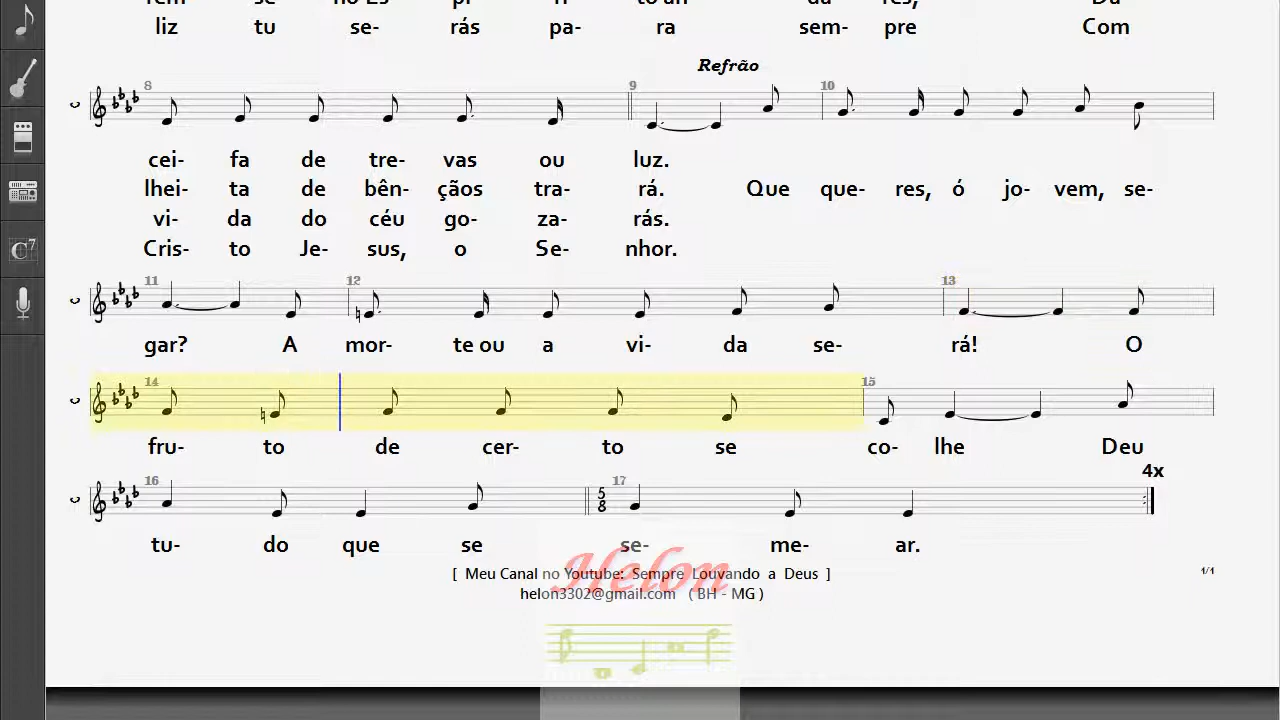 liz tu se- rás pa- ra sem- pre Com
Refrão
8 9 10
cei- fa de tre- vas ou luz.
lhei- ta de bên- çãos tra- rá. Que que- res, ó jo- vem, se-
vi- da do céu go- za- rás.
Cris- to Je- sus, o Se- nhor.
11 12 13
gar? A mor- te ou a vi- da se- rá! O
14 15
fru- to de cer- to se co- lhe Deu
4x
16 17
5
8
tu- do que se se- me- ar.
[ Meu Canal no Youtube: Sempre Louvando a Deus ]
1/1
Helon
helon3302@gmail.com ( BH - MG )
C7